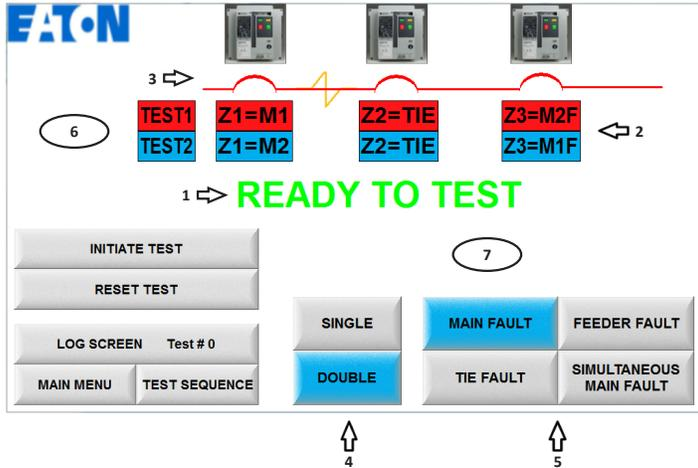 EATON
3
TEST1 Z1=M1 Z2=TIE Z3=M2F
6 2
TEST2 Z1=M2 Z2=TIE Z3=M1F
1 READY TO TEST
INITIATE TEST
7
RESET TEST
SINGLE MAIN FAULT FEEDER FAULT
LOG SCREEN Test # 0
DOUBLE TIE FAULT SIMULTANEOUS
MAIN FAULT
MAIN MENU TEST SEQUENCE
4 5